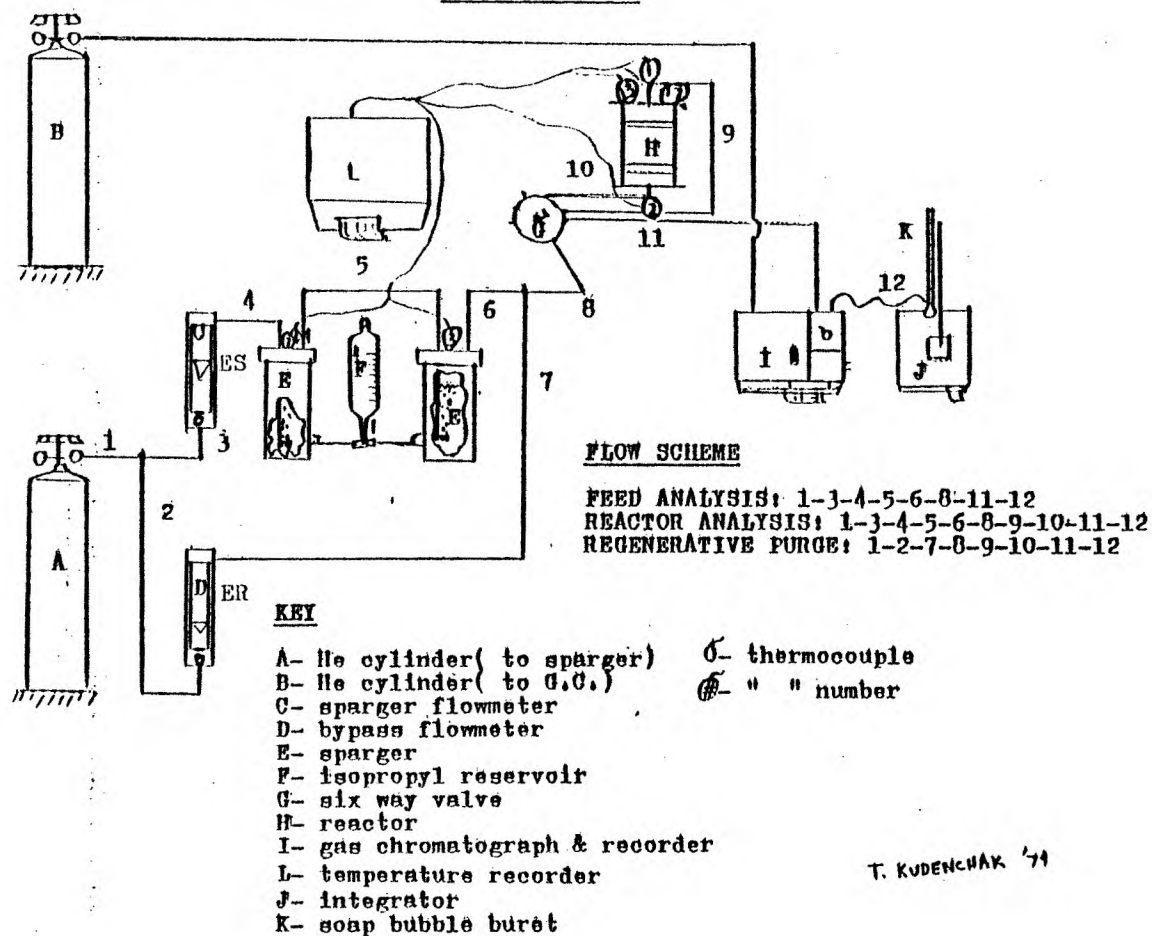 B
L
H
9
10
G
11
K
5
12
4
6
8
C
ES
E
F
E
7
I
J
1
3
2
A
D
ER
FLOW SCHEME
FEED ANALYSIS: 1-3-4-5-6-8-11-12
REACTOR ANALYSIS: 1-3-4-5-6-8-9-10-11-12
REGENERATIVE PURGE: 1-2-7-8-9-10-11-12
KEY
A- He cylinder( to sparger)
B- He cylinder( to G.C.)
C- sparger flowmeter
D- bypass flowmeter
E- sparger
F- isopropyl reservoir
G- six way valve
H- reactor
I- gas chromatograph & recorder
L- temperature recorder
J- integrator
K- soap bubble buret
- thermocouple
#- " " number
T. KUDENCHAK